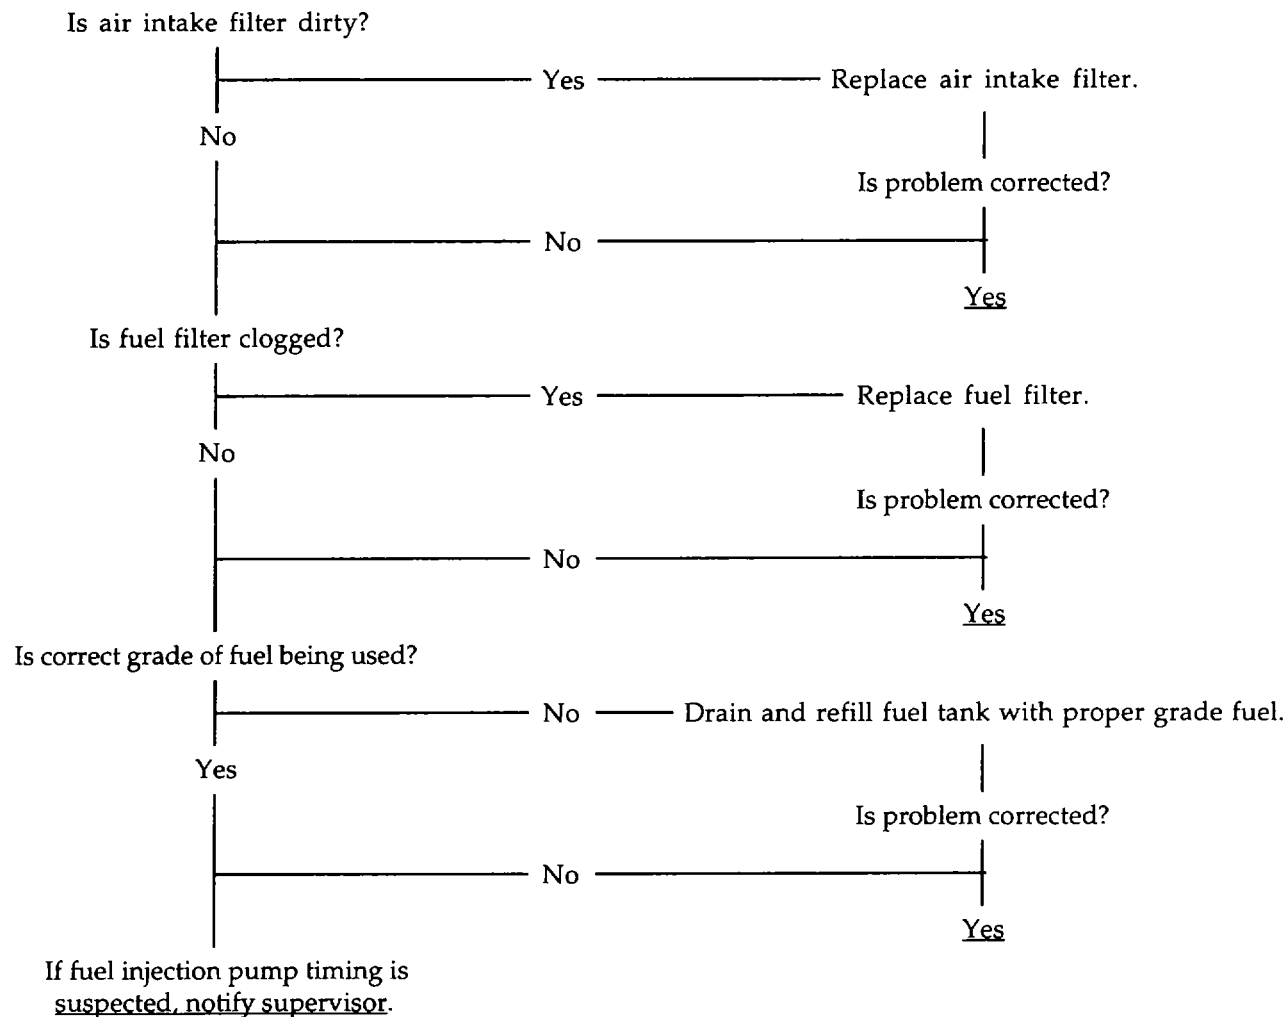 Is air intake filter dirty?
Yes
Replace air intake filter.
No
Is problem corrected?
No
Yes
Is fuel filter clogged?
Yes
Replace fuel filter.
No
Is problem corrected?
No
Yes
Is correct grade of fuel being used?
No
Drain and refill fuel tank with proper grade fuel.
Yes
Is problem corrected?
No
Yes
If fuel injection pump timing is
suspected, notify supervisor.